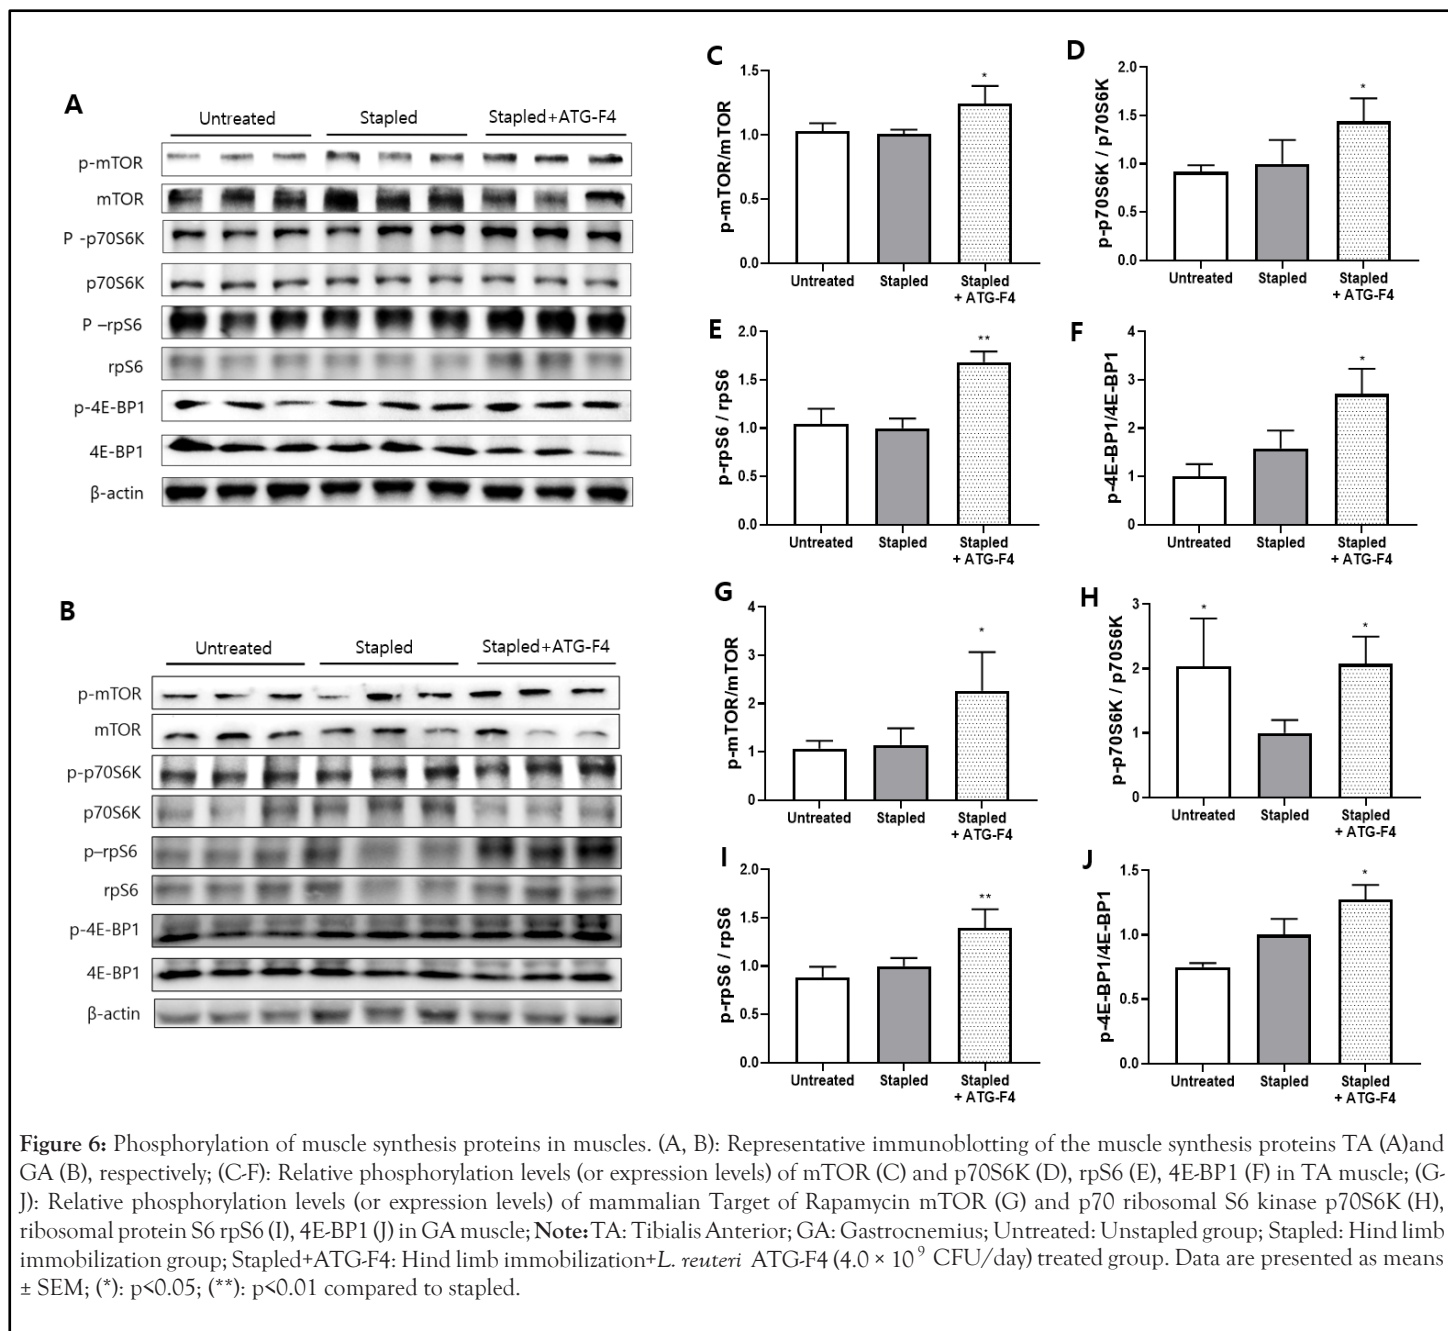 A
Untreated
Stapled
Stapled+ATG-F4
p-mTOR
mTOR
P -p70S6K
p70S6K
P –rpS6
rpS6
p-4E-BP1
4E-BP1
β-actin
B
Untreated
Stapled
Stapled+ATG-F4
p-mTOR
mTOR
p-p70S6K
p70S6K
p–rpS6
rpS6
p-4E-BP1
4E-BP1
β-actin
C
p-mTOR/mTOR
1.5
1.0
0.5
0.0
*
Untreated
Stapled
Stapled
+ ATG-F4
D
p-p70S6K / p70S6K
2.0
1.5
1.0
0.5
0.0
*
Untreated
Stapled
Stapled
+ ATG-F4
E
p-rpS6 / rpS6
2.0
1.5
1.0
0.5
0.0
**
Untreated
Stapled
Stapled
+ ATG-F4
F
p-4E-BP1/4E-BP1
4
3
2
1
0
*
Untreated
Stapled
Stapled
+ ATG-F4
G
p-mTOR/mTOR
4
3
2
1
0
*
Untreated
Stapled
Stapled
+ ATG-F4
H
p-p70S6K / p70S6K
3
2
1
0
*
*
Untreated
Stapled
Stapled
+ ATG-F4
I
p-rpS6 / rpS6
2.0
1.5
1.0
0.5
0.0
**
Untreated
Stapled
Stapled
+ ATG-F4
J
p-4E-BP1/4E-BP1
1.5
1.0
0.5
0.0
*
Untreated
Stapled
Stapled
+ ATG-F4
Figure 6: Phosphorylation of muscle synthesis proteins in muscles. (A, B): Representative immunoblotting of the muscle synthesis proteins TA (A)and
GA (B), respectively; (C-F): Relative phosphorylation levels (or expression levels) of mTOR (C) and p70S6K (D), rpS6 (E), 4E-BP1 (F) in TA muscle; (G-
J): Relative phosphorylation levels (or expression levels) of mammalian Target of Rapamycin mTOR (G) and p70 ribosomal S6 kinase p70S6K (H),
ribosomal protein S6 rpS6 (I), 4E-BP1 (J) in GA muscle; Note: TA: Tibialis Anterior; GA: Gastrocnemius; Untreated: Unstapled group; Stapled: Hind limb
immobilization group; Stapled+ATG-F4: Hind limb immobilization+L. reuteri ATG-F4 (4.0 × 10⁹ CFU/day) treated group. Data are presented as means
± SEM; (*): p<0.05; (**): p<0.01 compared to stapled.